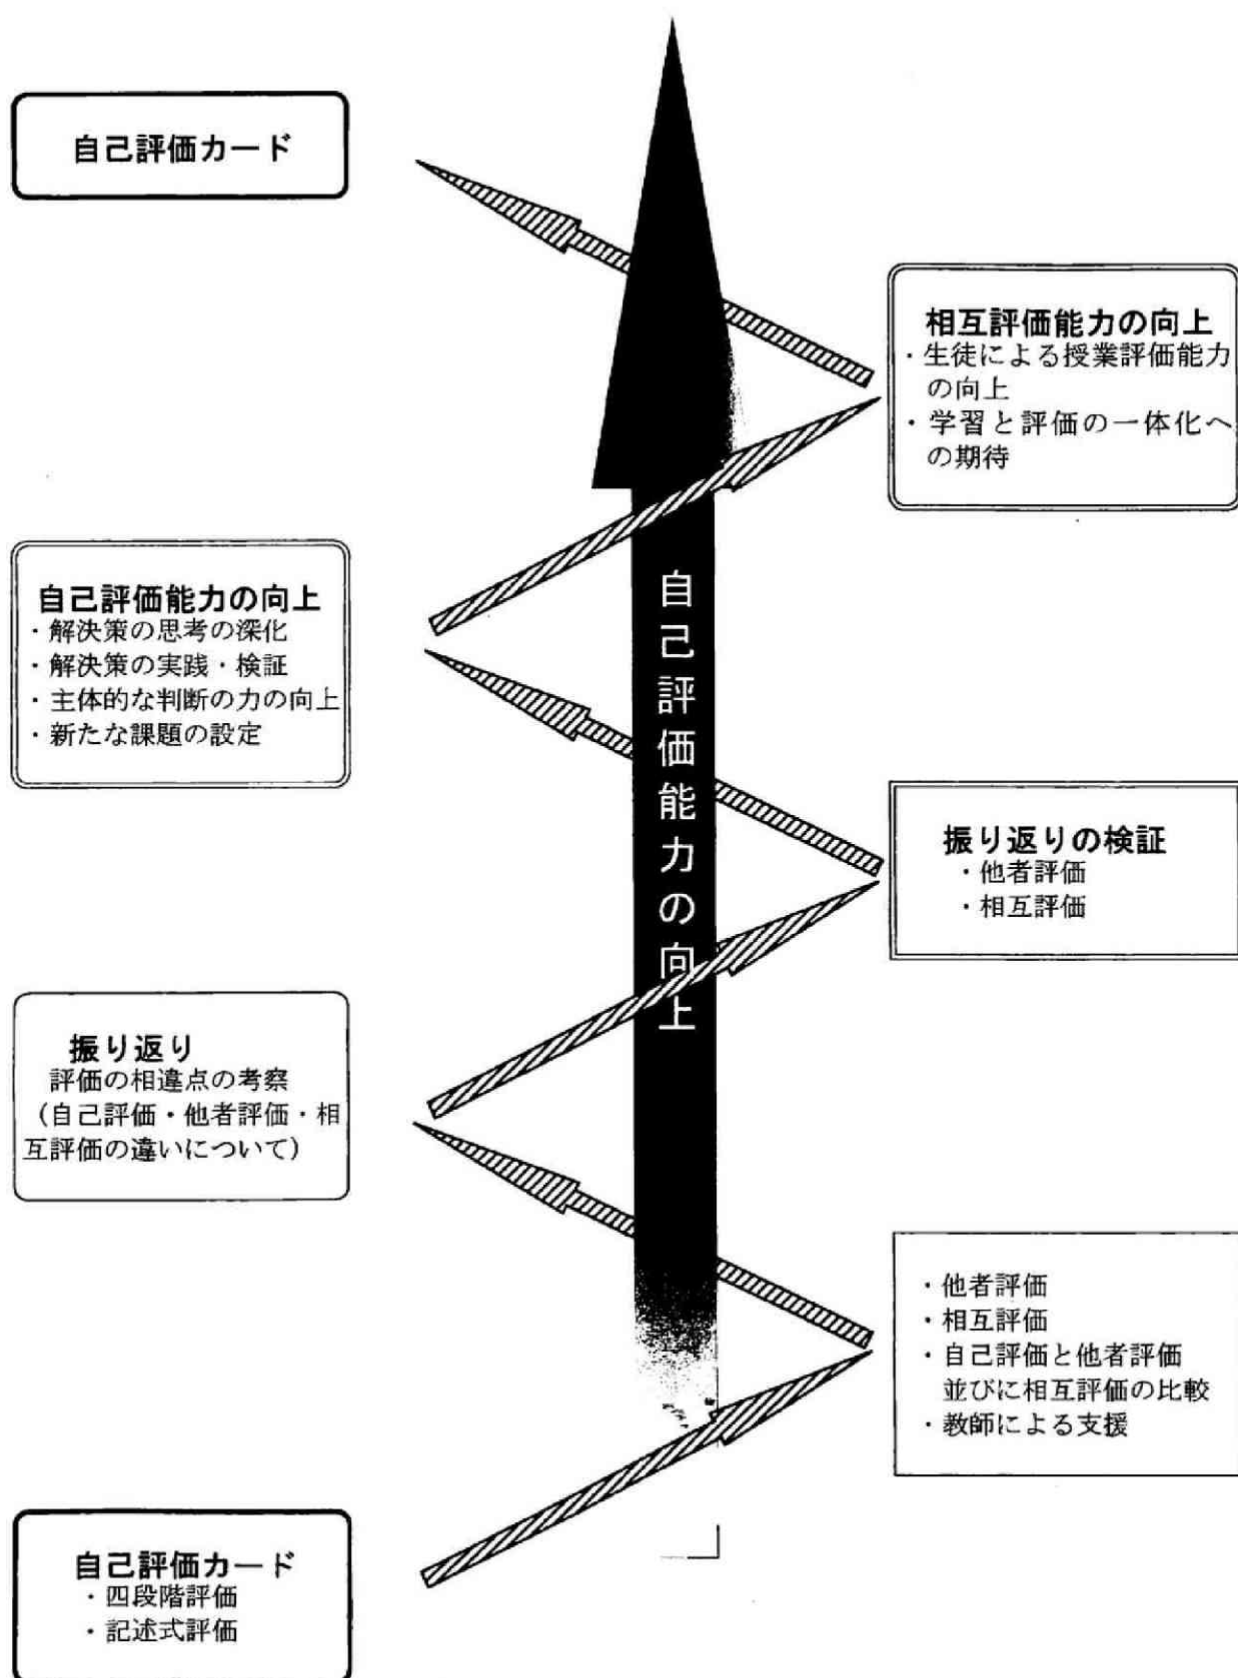 自己評価カード
相互評価能力の向上
・生徒による授業評価能力
の向上
・学習と評価の一体化へ
の期待
自己評価能力の向上
・解決策の思考の深化
・解決策の実践・検証
・主体的な判断の力の向上
・新たな課題の設定
自己評価能力の向上
振り返りの検証
・他者評価
・相互評価
振り返り
評価の相違点の考察
（自己評価・他者評価・相
互評価の違いについて）
・他者評価
・相互評価
・自己評価と他者評価
並びに相互評価の比較
・教師による支援
自己評価カード
・四段階評価
・記述式評価